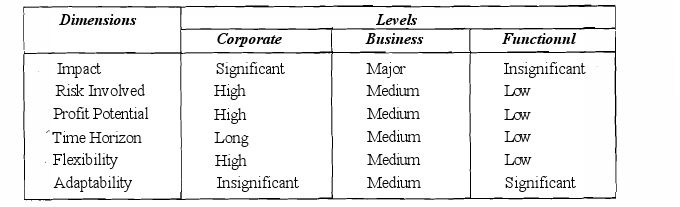 Dimensions Levels
Corporate Business Functionnl
Impact Significant Major Insignificant
Risk Involved High Medium Low
Profit Potential High Medium Low
Time Horizon Long Medium Low
Flexibility High Medium Low
Adaptability Insignificant Medium Significant